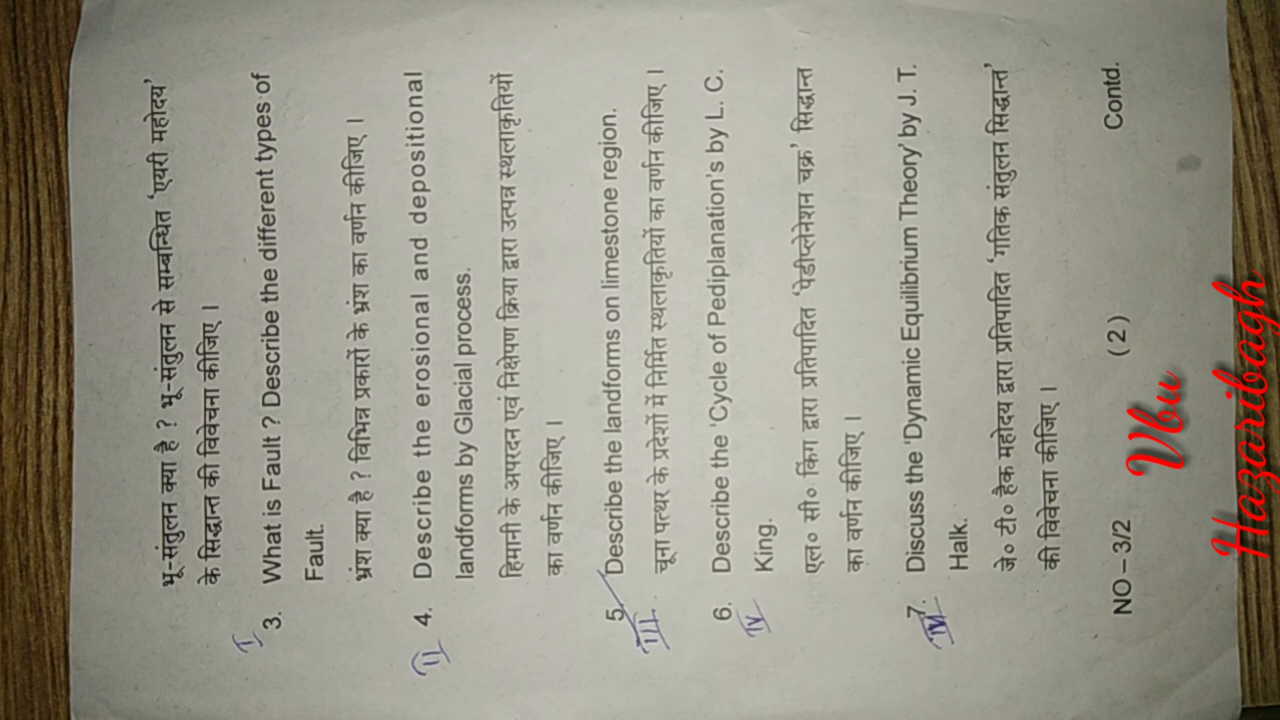 भू-संतुलन क्या है ? भू-संतुलन से सम्बन्धित 'एयरी महोदय'
के सिद्धान्त की विवेचना कीजिए ।
I
3. What is Fault ? Describe the different types of
Fault.
भ्रंश क्या है ? विभिन्न प्रकारों के भ्रंश का वर्णन कीजिए ।
II
4. Describe the erosional and depositional
landforms by Glacial process.
हिमानी के अपरदन एवं निक्षेपण क्रिया द्वारा उत्पन्न स्थलाकृतियों
का वर्णन कीजिए ।
III
5. Describe the landforms on limestone region.
चूना पत्थर के प्रदेशों में निर्मित स्थलाकृतियों का वर्णन कीजिए ।
6. Describe the 'Cycle of Pediplanation's by L. C.
IV
King.
एल० सी० किंग द्वारा प्रतिपादित 'पेडीप्लेनेशन चक्र' सिद्धान्त
का वर्णन कीजिए ।
7. Discuss the 'Dynamic Equilibrium Theory' by J. T.
Halk.
जे० टी० हैक महोदय द्वारा प्रतिपादित 'गतिक संतुलन सिद्धान्त'
की विवेचना कीजिए ।
NO – 3/2 (2) Contd.
Vbu
Hazaribagh